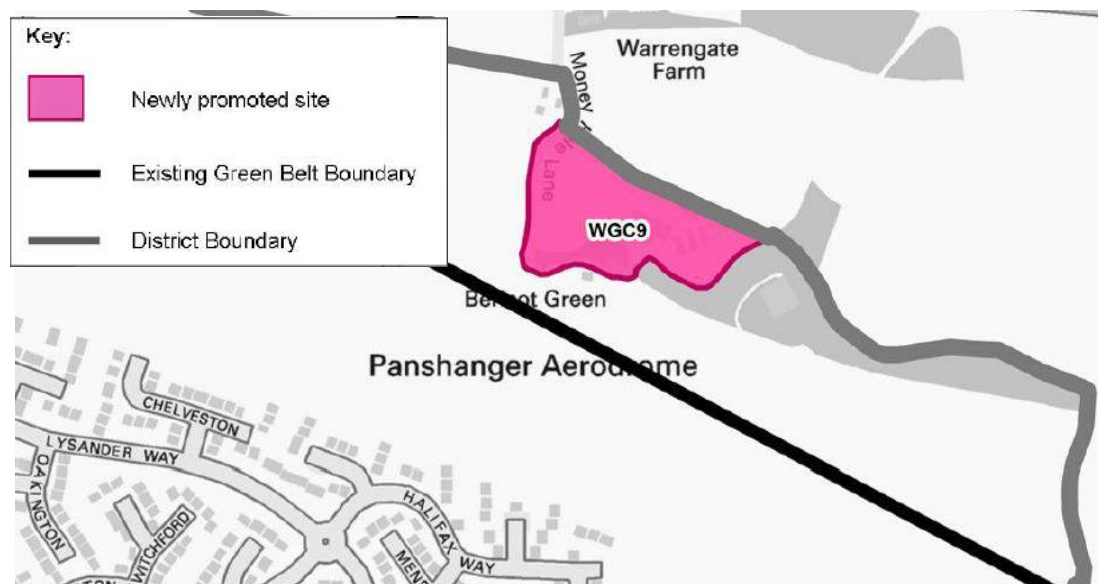 Key:
Newly promoted site
Existing Green Belt Boundary
District Boundary
Warrengate
Farm
Money
Lane
WGC9
Green
Panshanger Aerodrome
CHELVESTON
LYSANDER WAY
OAKINGTON
WITCHFORD
HALIFAX WAY